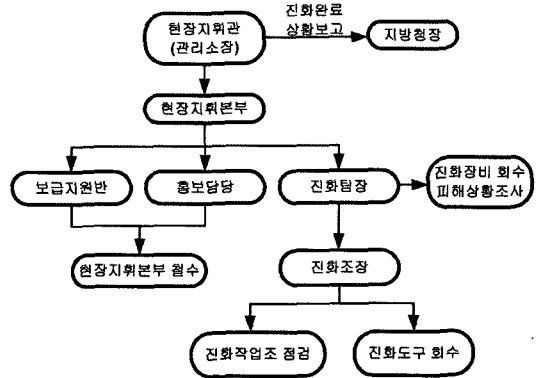 현장지휘관
(관리소장)
진화완료
상황보고
지방청장
현장지휘본부
보급지원반
홍보담당
진화팀장
진화장비 회수
피해상황조사
현장지휘본부 철수
진화조장
진화작업조 점검
진화도구 회수